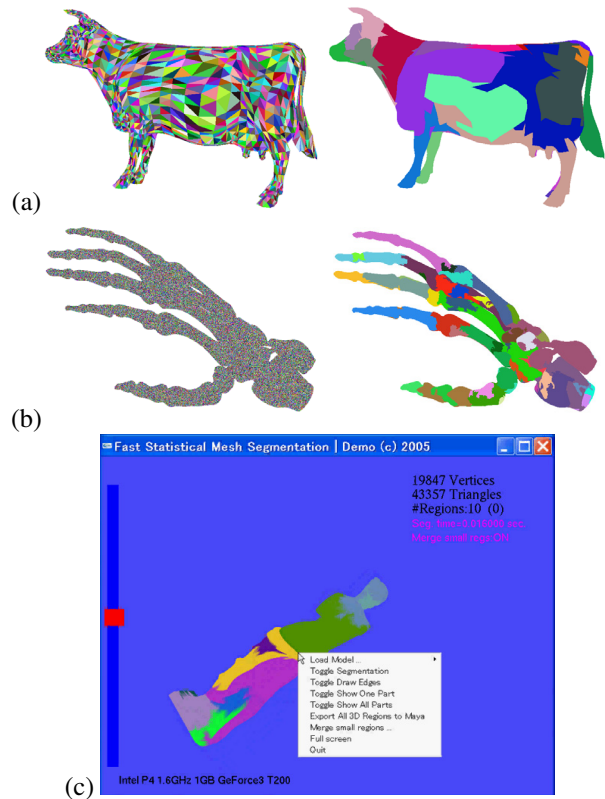 (a)
(b)
Fast Statistical Mesh Segmentation | Demo (c) 2005
19847 Vertices
43357 Triangles
#Regions:10 (0)
Merge small regs ON
Load Model ...
Toggle Segmentation
Toggle Draw Edges
Toggle Show One Part
Toggle Show All Parts
Export All 3D Regions to Maya
Merge small regions ...
Full screen
Quit
Intel P4 1.6GHz 1GB GeForce3 T200
(c)